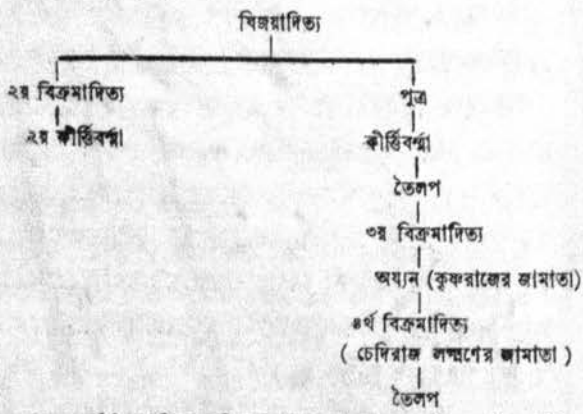 বিজয়াদিত্য
২য় বিক্রমাদিত্য
পুত্র
২য় কীর্ত্তিবর্ম্মা
কীর্ত্তিবর্ম্মা
তৈলপ
৩য় বিক্রমাদিত্য
অয্যন (কৃষ্ণরাজের জামাতা)
৪র্থ বিক্রমাদিত্য
( চেদিরাজ লক্ষ্মণের জামাতা )
তৈলপ